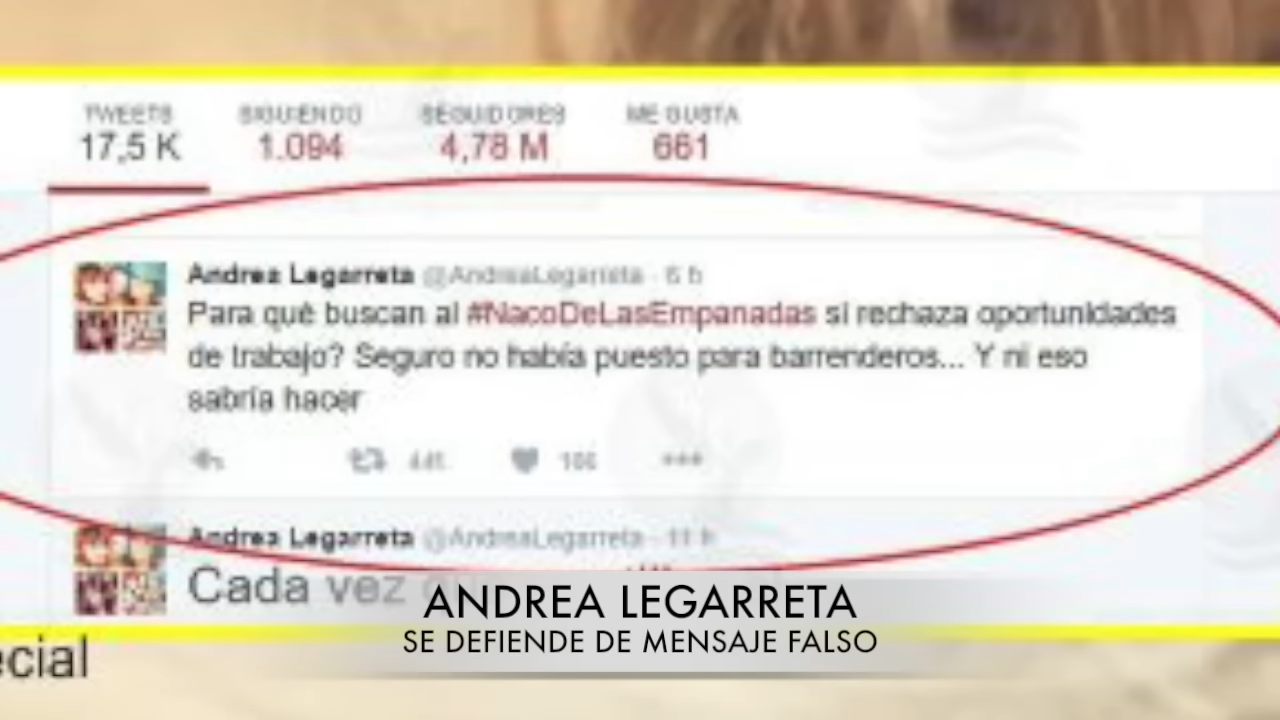 TWEETS SIGUIENDO SEGUIDORES ME GUSTA
17,5 K 1.094 4,78 M 661
Andrea Legarreta @AndreaLegarreta · 6 h
Para qué buscan al #NacoDeLasEmpanadas si rechaza oportunidades
de trabajo? Seguro no había puesto para barrenderos... Y ni eso
sabría hacer
Andrea Legarreta @AndreaLegarreta · 11 h
Cada vez
ANDREA LEGARRETA
SE DEFIENDE DE MENSAJE FALSO
ecial